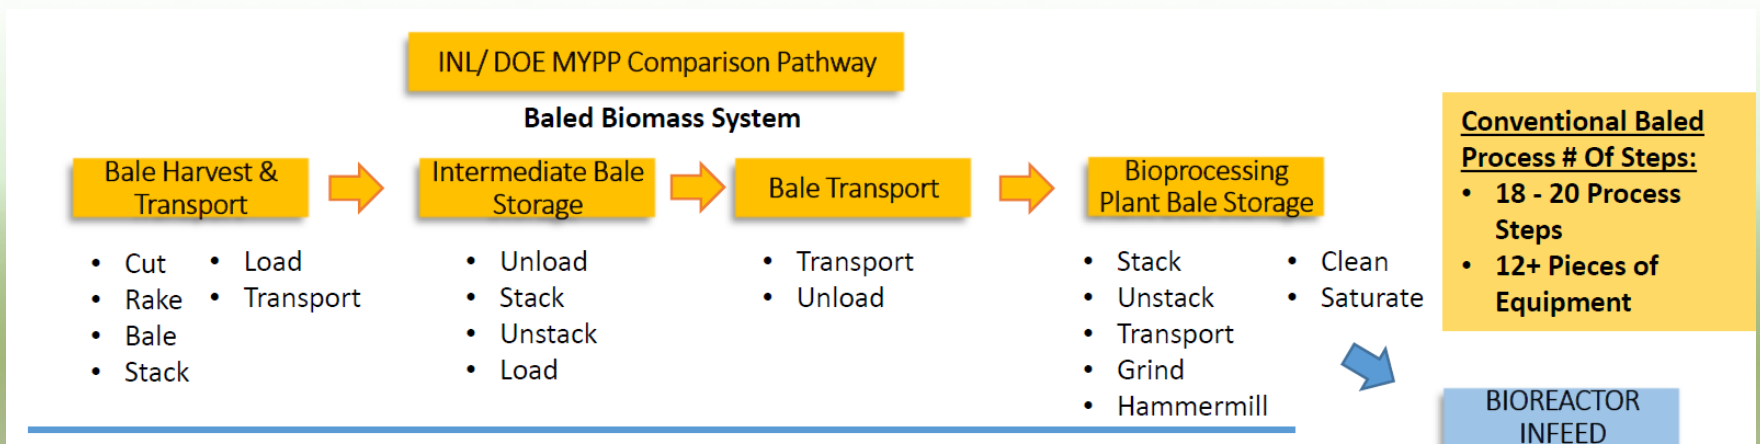 INL/ DOE MYPP Comparison Pathway
Baled Biomass System
Bale Harvest &
Transport
• Cut
• Rake
• Bale
• Stack
• Load
• Transport
Intermediate Bale
Storage
• Unload
• Stack
• Unstack
• Load
Bale Transport
• Transport
• Unload
Bioprocessing
Plant Bale Storage
• Stack
• Unstack
• Transport
• Grind
• Hammermill
• Clean
• Saturate
Conventional Baled
Process # Of Steps:
• 18 - 20 Process
Steps
• 12+ Pieces of
Equipment
BIOREACTOR
INFEED